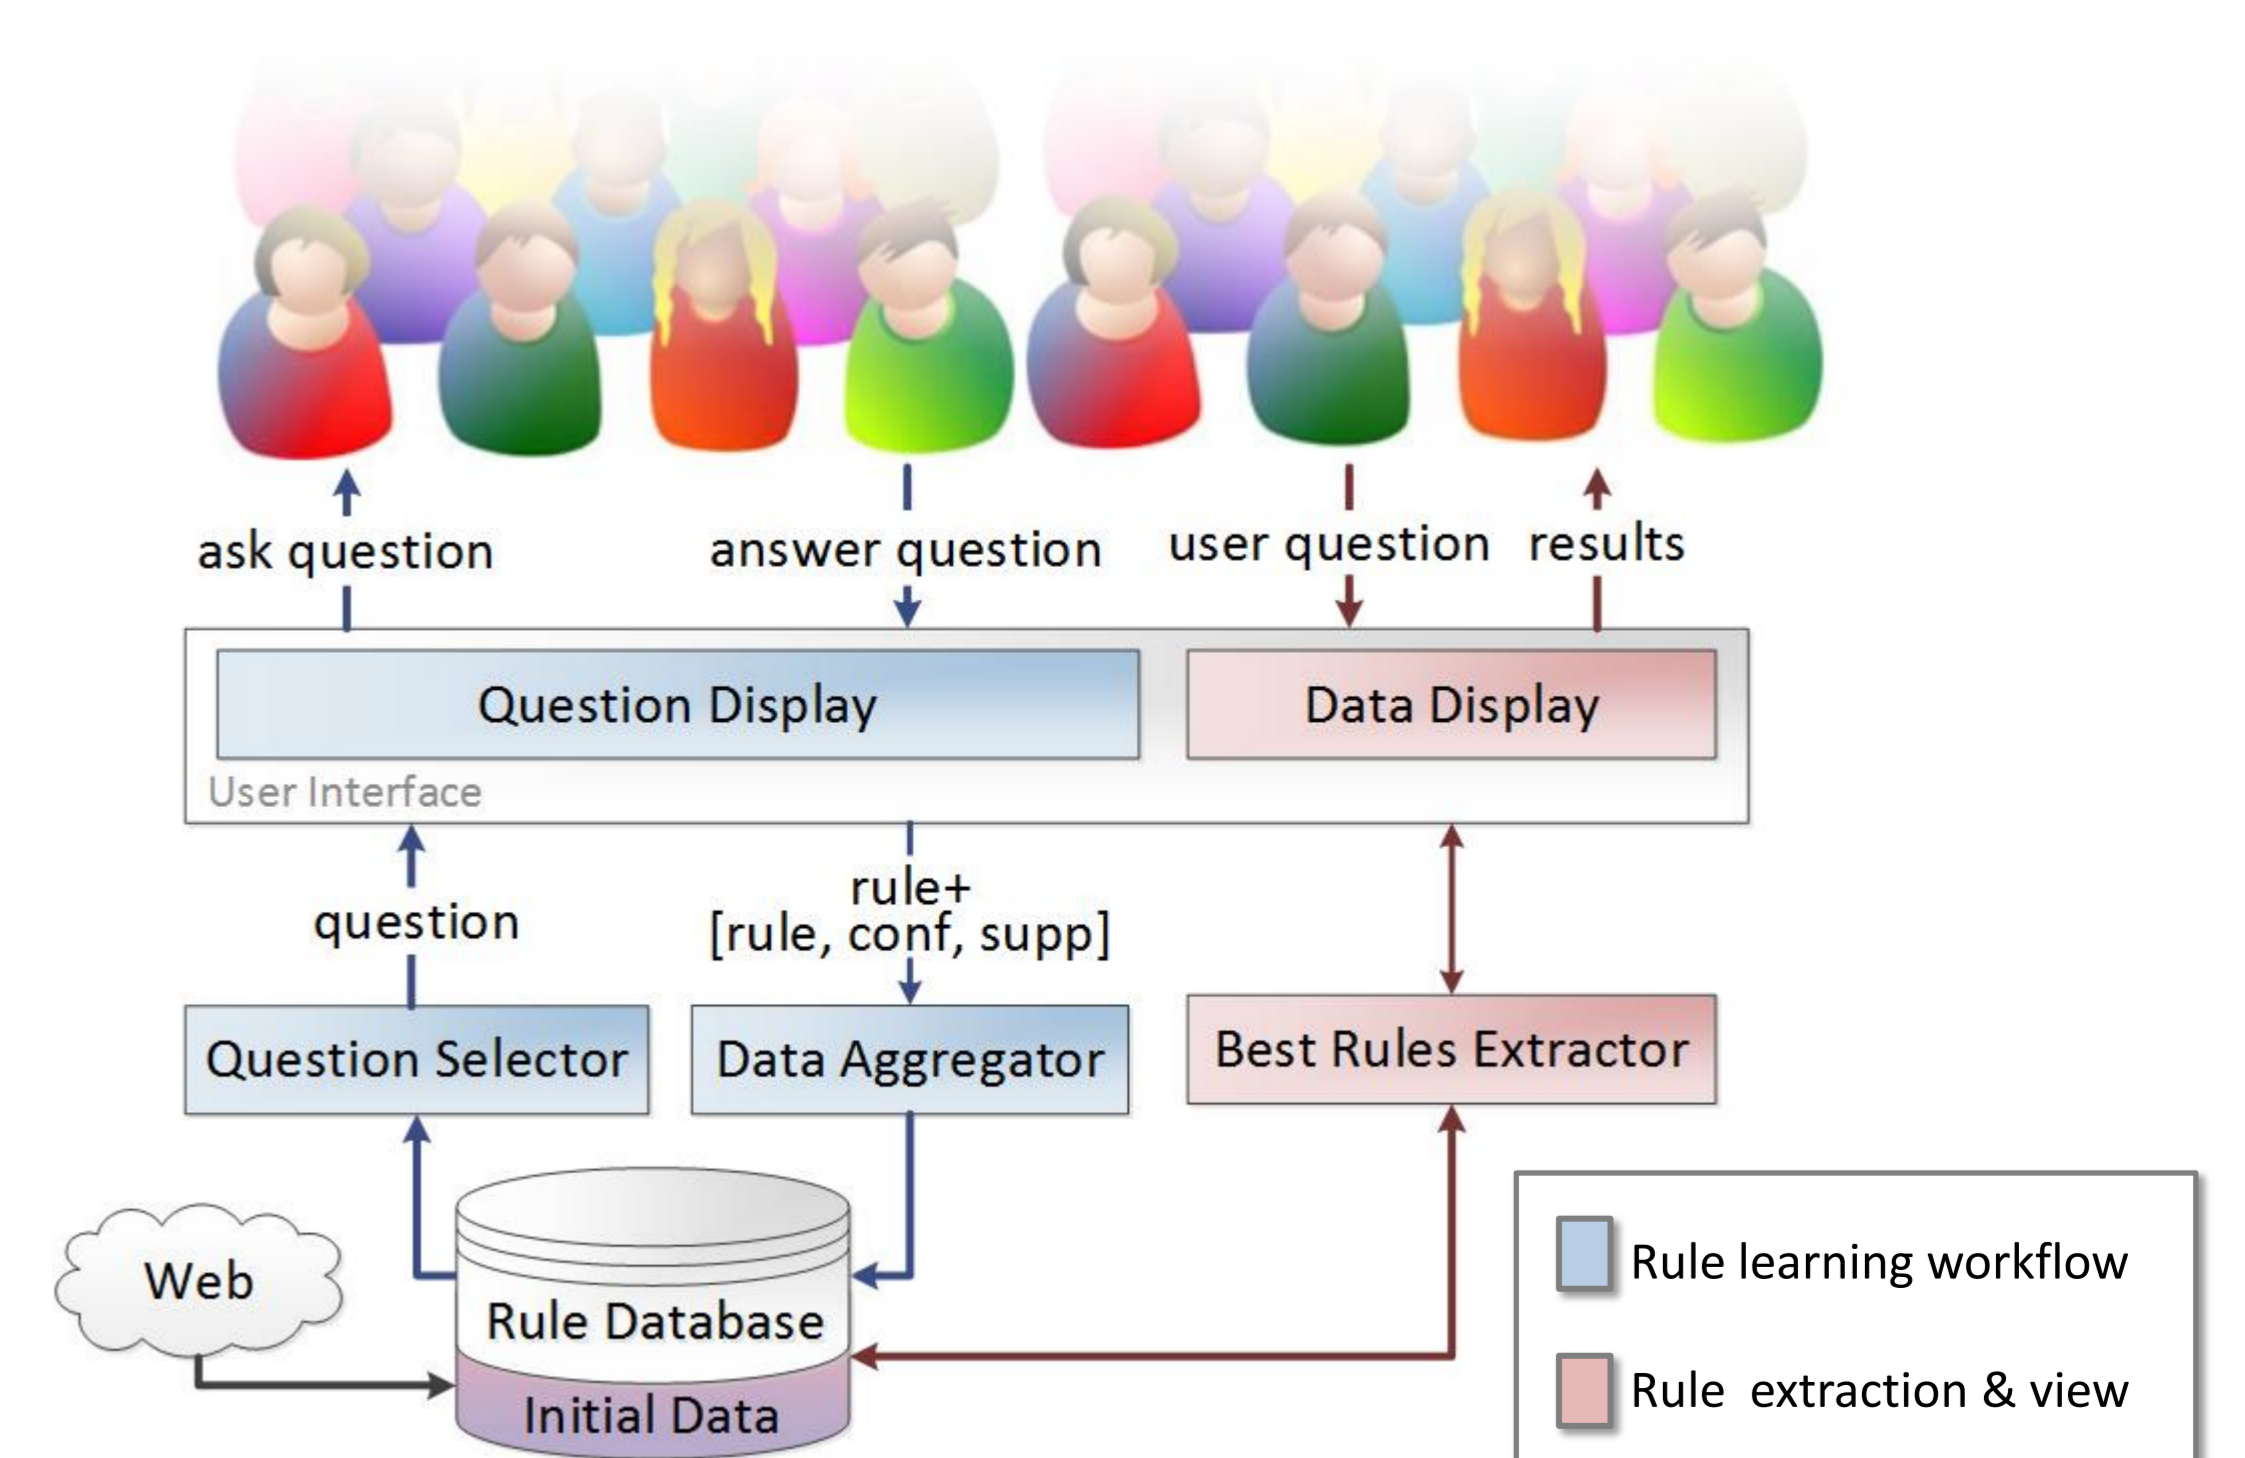 ask question
answer question
user question
results
Question Display
Data Display
User Interface
question
rule+
[rule, conf, supp]
Question Selector
Data Aggregator
Best Rules Extractor
Web
Rule Database
Initial Data
Rule learning workflow
Rule  extraction & view